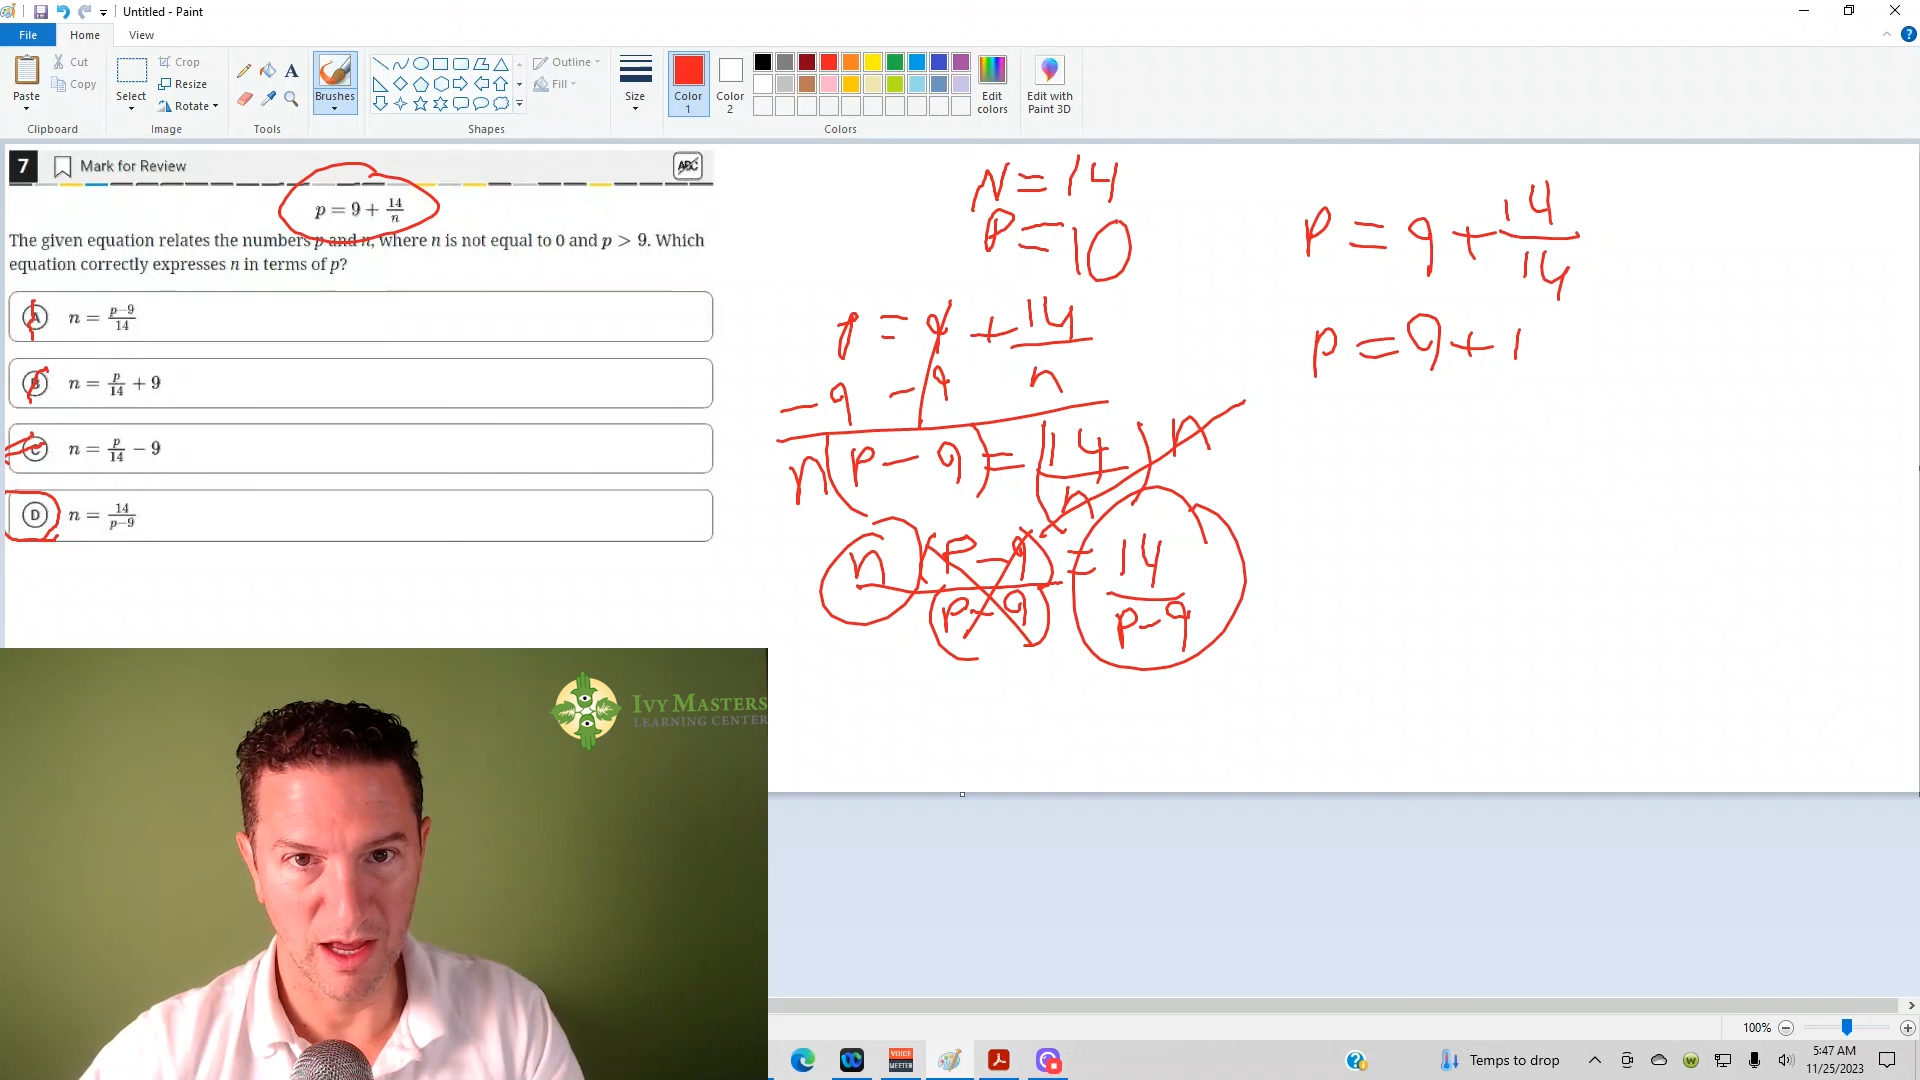 Untitled - Paint
File Home View
Paste
Cut
Copy
Clipboard
Select
Crop
Resize
Rotate
Image
A
Tools
Brushes
Outline
Fill
Shapes
Size
Color 1
Color 2
Edit colors
Colors
Edit with Paint 3D
7 Mark for Review ABC
p = 9 + 14/n
The given equation relates the numbers p and n, where n is not equal to 0 and p > 9. Which
equation correctly expresses n in terms of p?
A n = p−9/14
B n = p/14 + 9
C n = p/14 − 9
D n = 14/p−9
N = 14
P = 10
p = 9 + 14/n
- 9 - 9
n(p - 9) = (14/n) n
n (p - 9)/(p - 9) = 14/p - 9
P = 9 + 14/14
p = 9 + 1
IVY MASTERS
LEARNING CENTER
100%
VOICE MEETER
Temps to drop
5:47 AM
11/25/2023